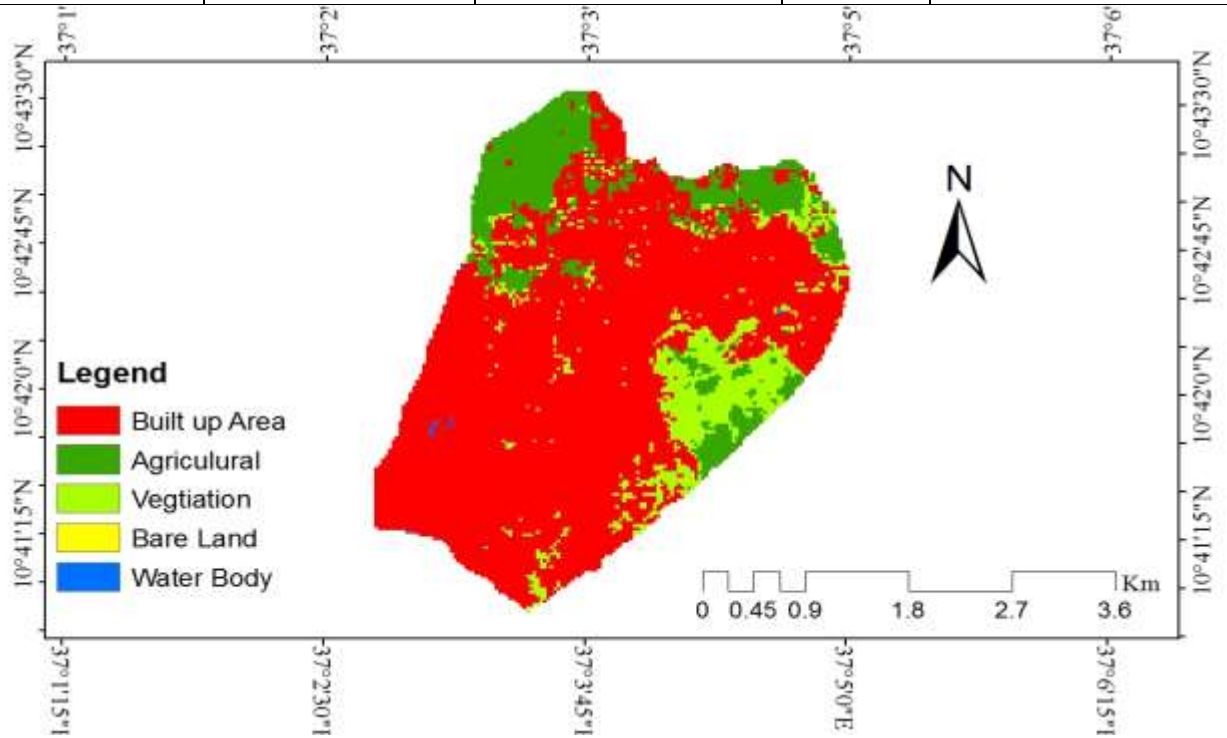 37°1'
37°2'
37°3'
37°5'
37°6'
10°43'30"N
10°42'45"N
10°42'0"N
10°41'15"N
10°43'30"N
10°42'45"N
10°42'0"N
10°41'15"N
N
Legend
Built up Area
Agriculural
Vegtiation
Bare Land
Water Body
Km
0 0.45 0.9 1.8 2.7 3.6
37°1'15"
37°2'30"
37°3'45"
37°5'0"E
37°6'15"